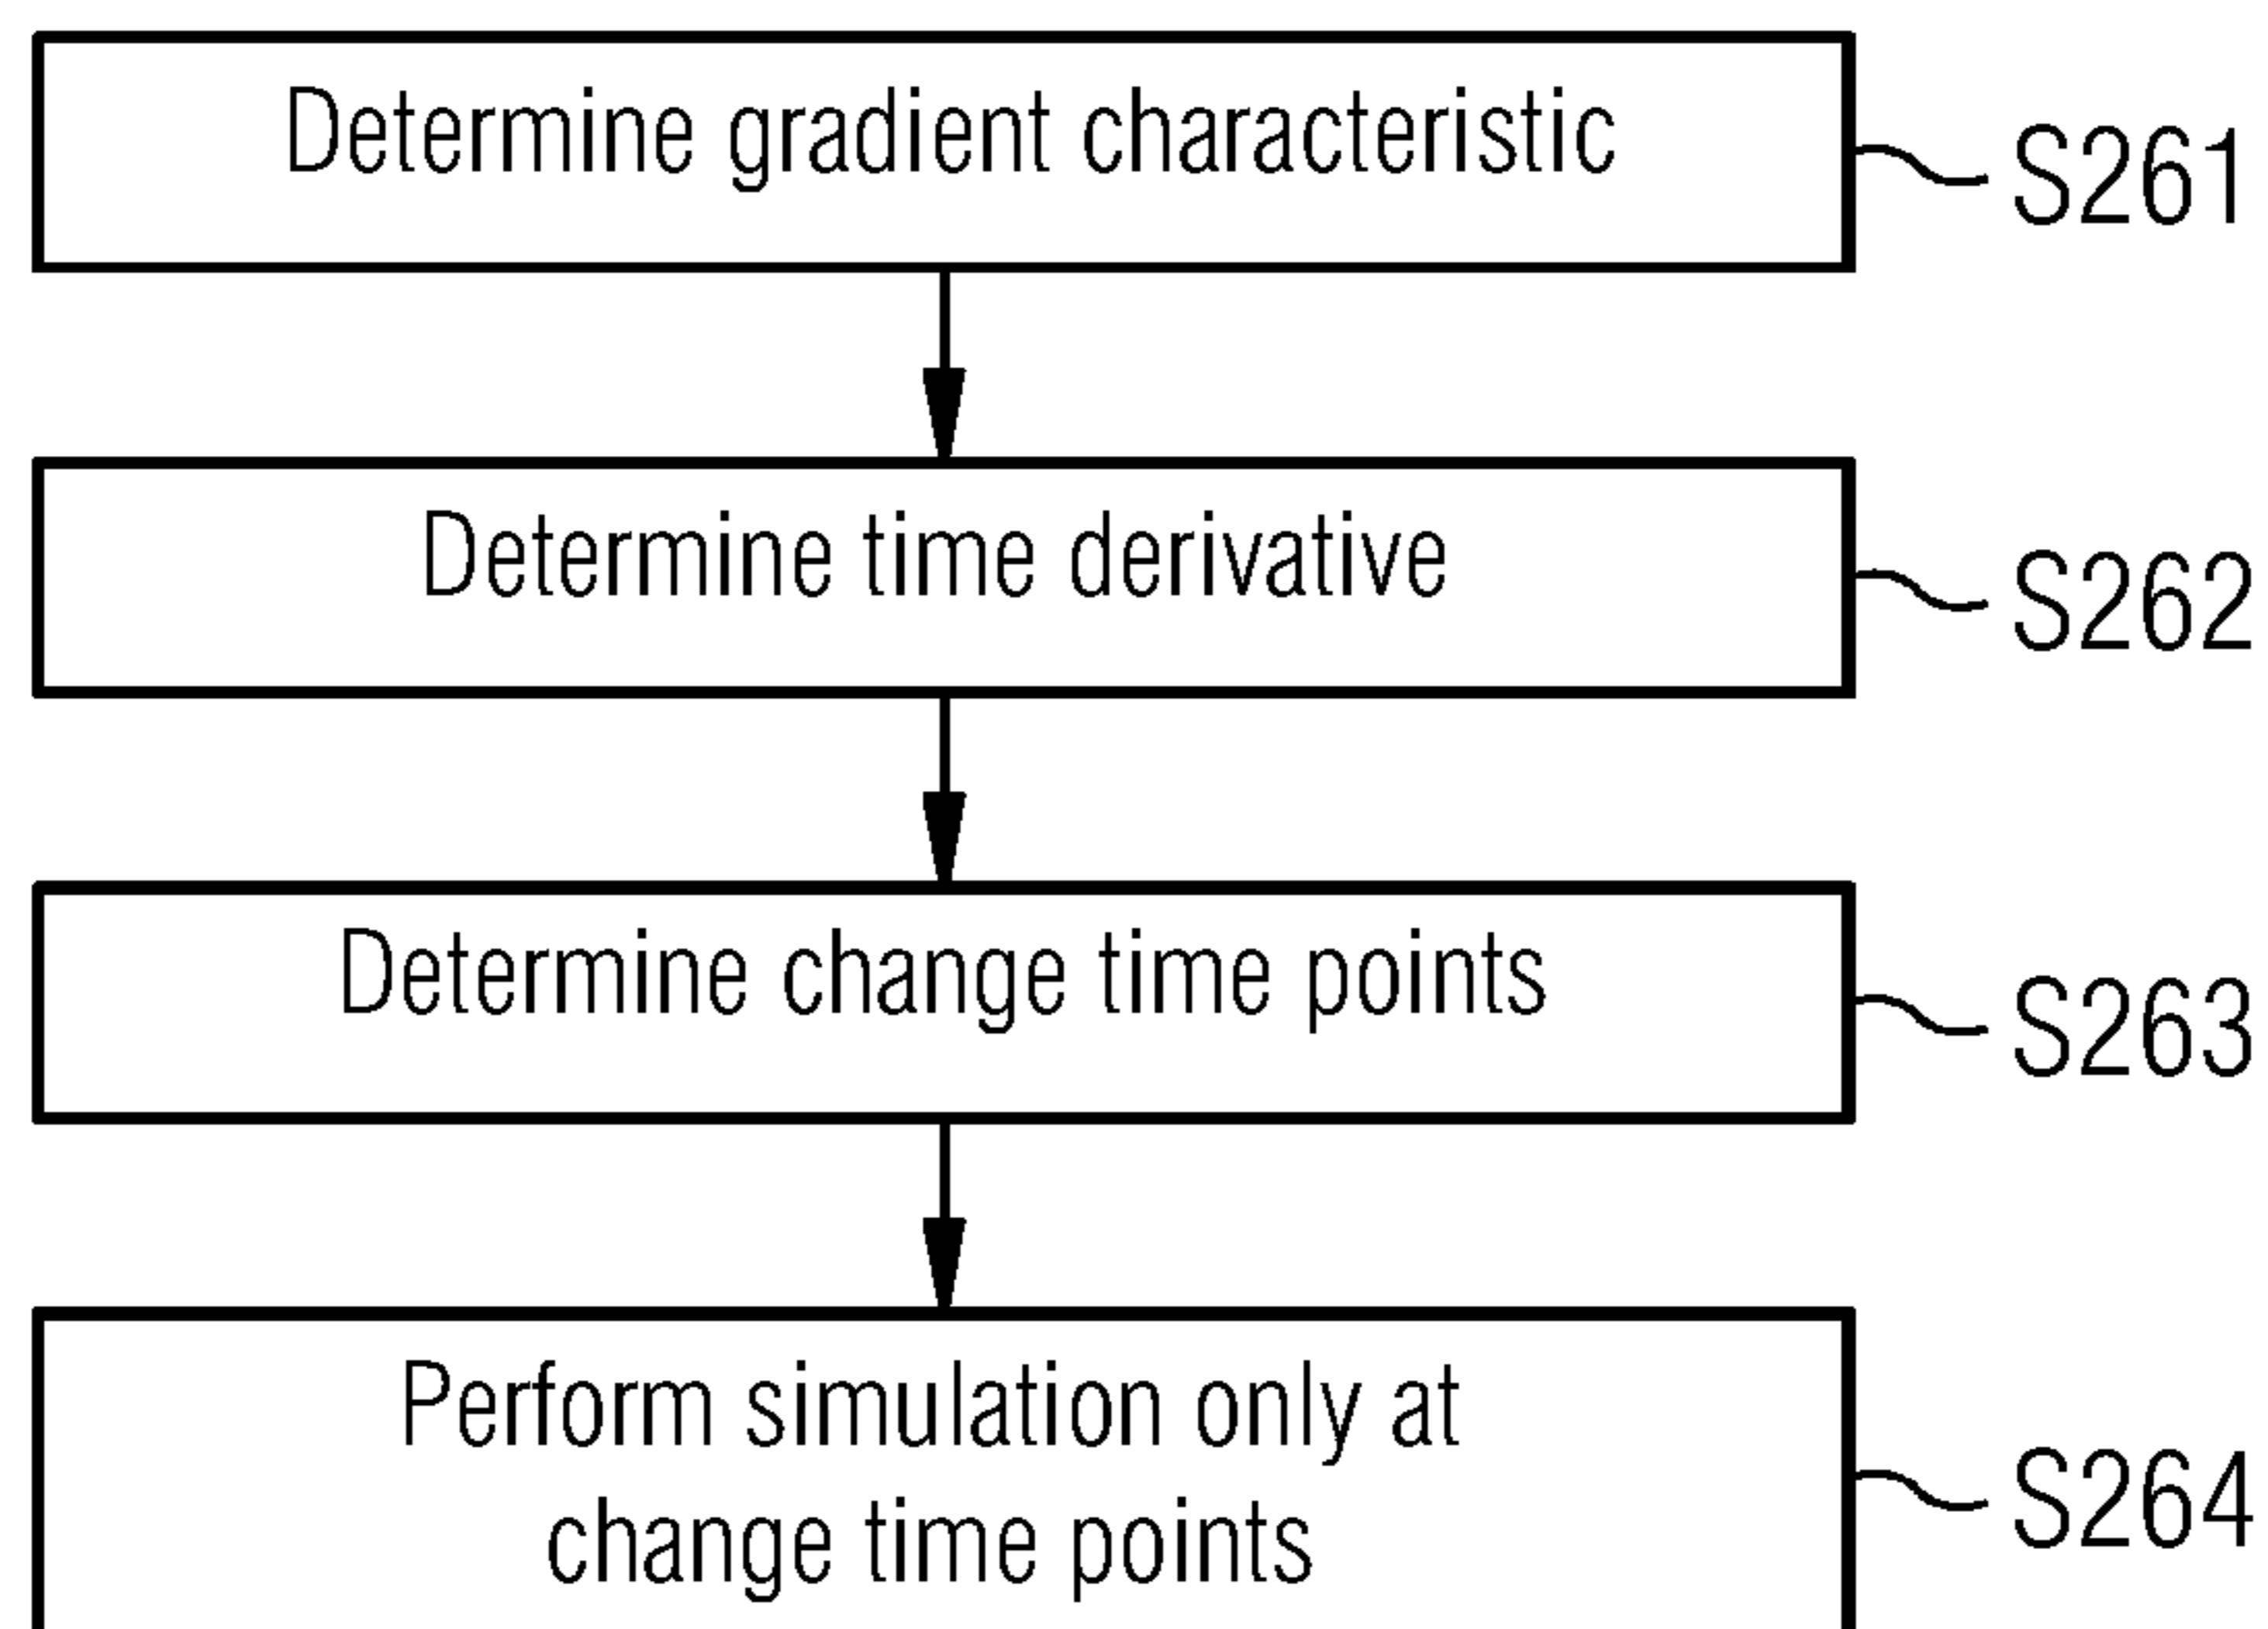 Determine gradient characteristic
S261
Determine time derivative
S262
Determine change time points
S263
Perform simulation only at
change time points
S264